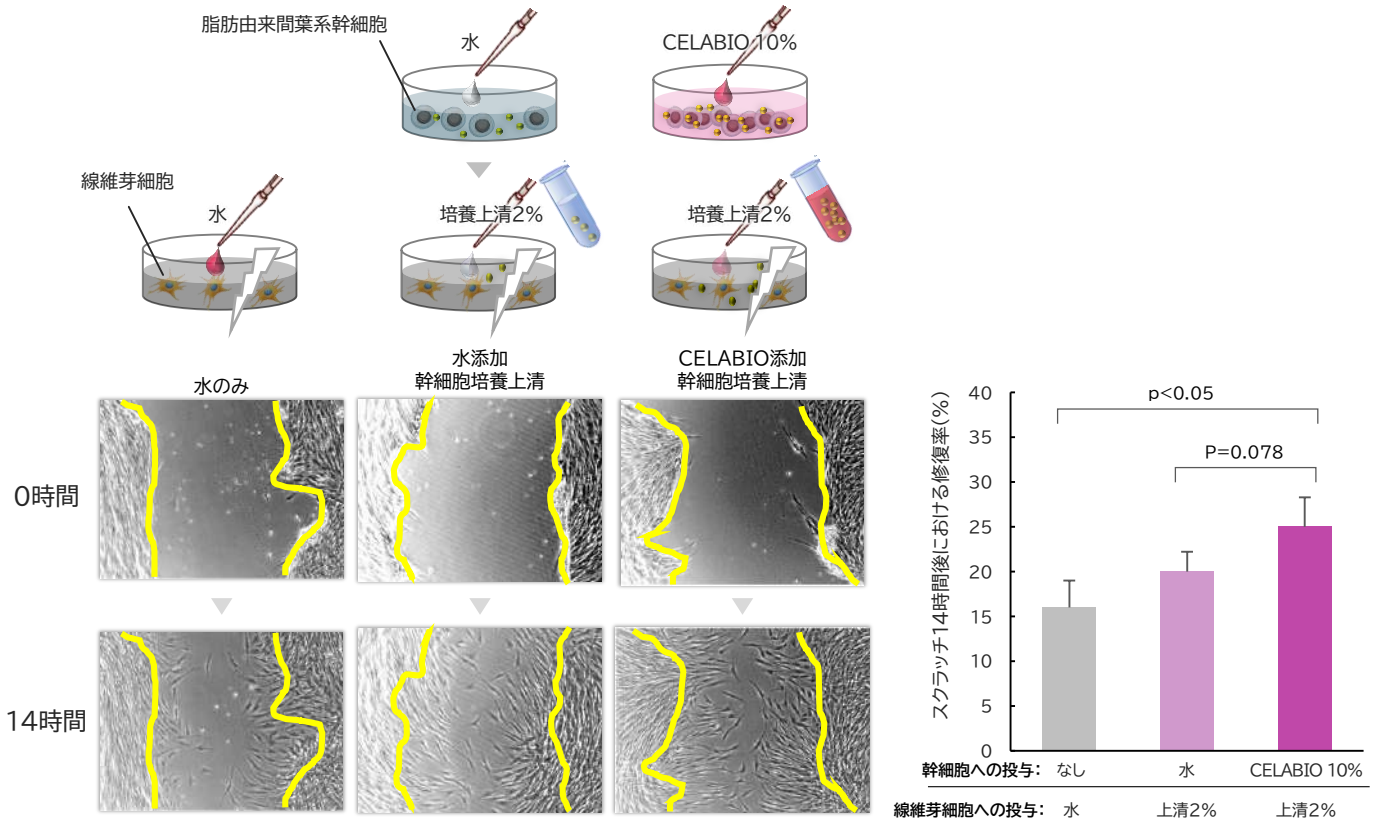 脂肪由来間葉系幹細胞
水
CELABIO 10%
線維芽細胞
水
培養上清2%
培養上清2%
水のみ
水添加
幹細胞培養上清
CELABIO添加
幹細胞培養上清
0時間
14時間
スクラッチ14時間後における修復率(%)
40
35
30
25
20
15
10
5
0
p<0.05
P=0.078
幹細胞への投与: なし 水 CELABIO 10%
線維芽細胞への投与: 水 上清2% 上清2%